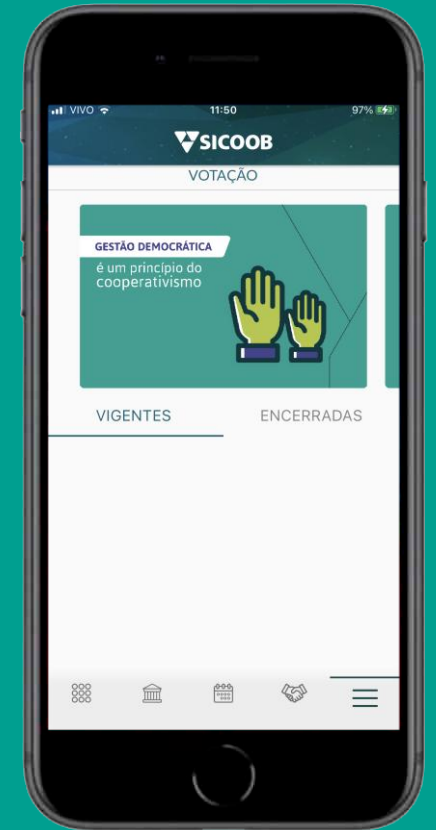 VIVO 11:50 97%
SICOOB
VOTAÇÃO
GESTÃO DEMOCRÁTICA
é um princípio do
cooperativismo
VIGENTES ENCERRADAS